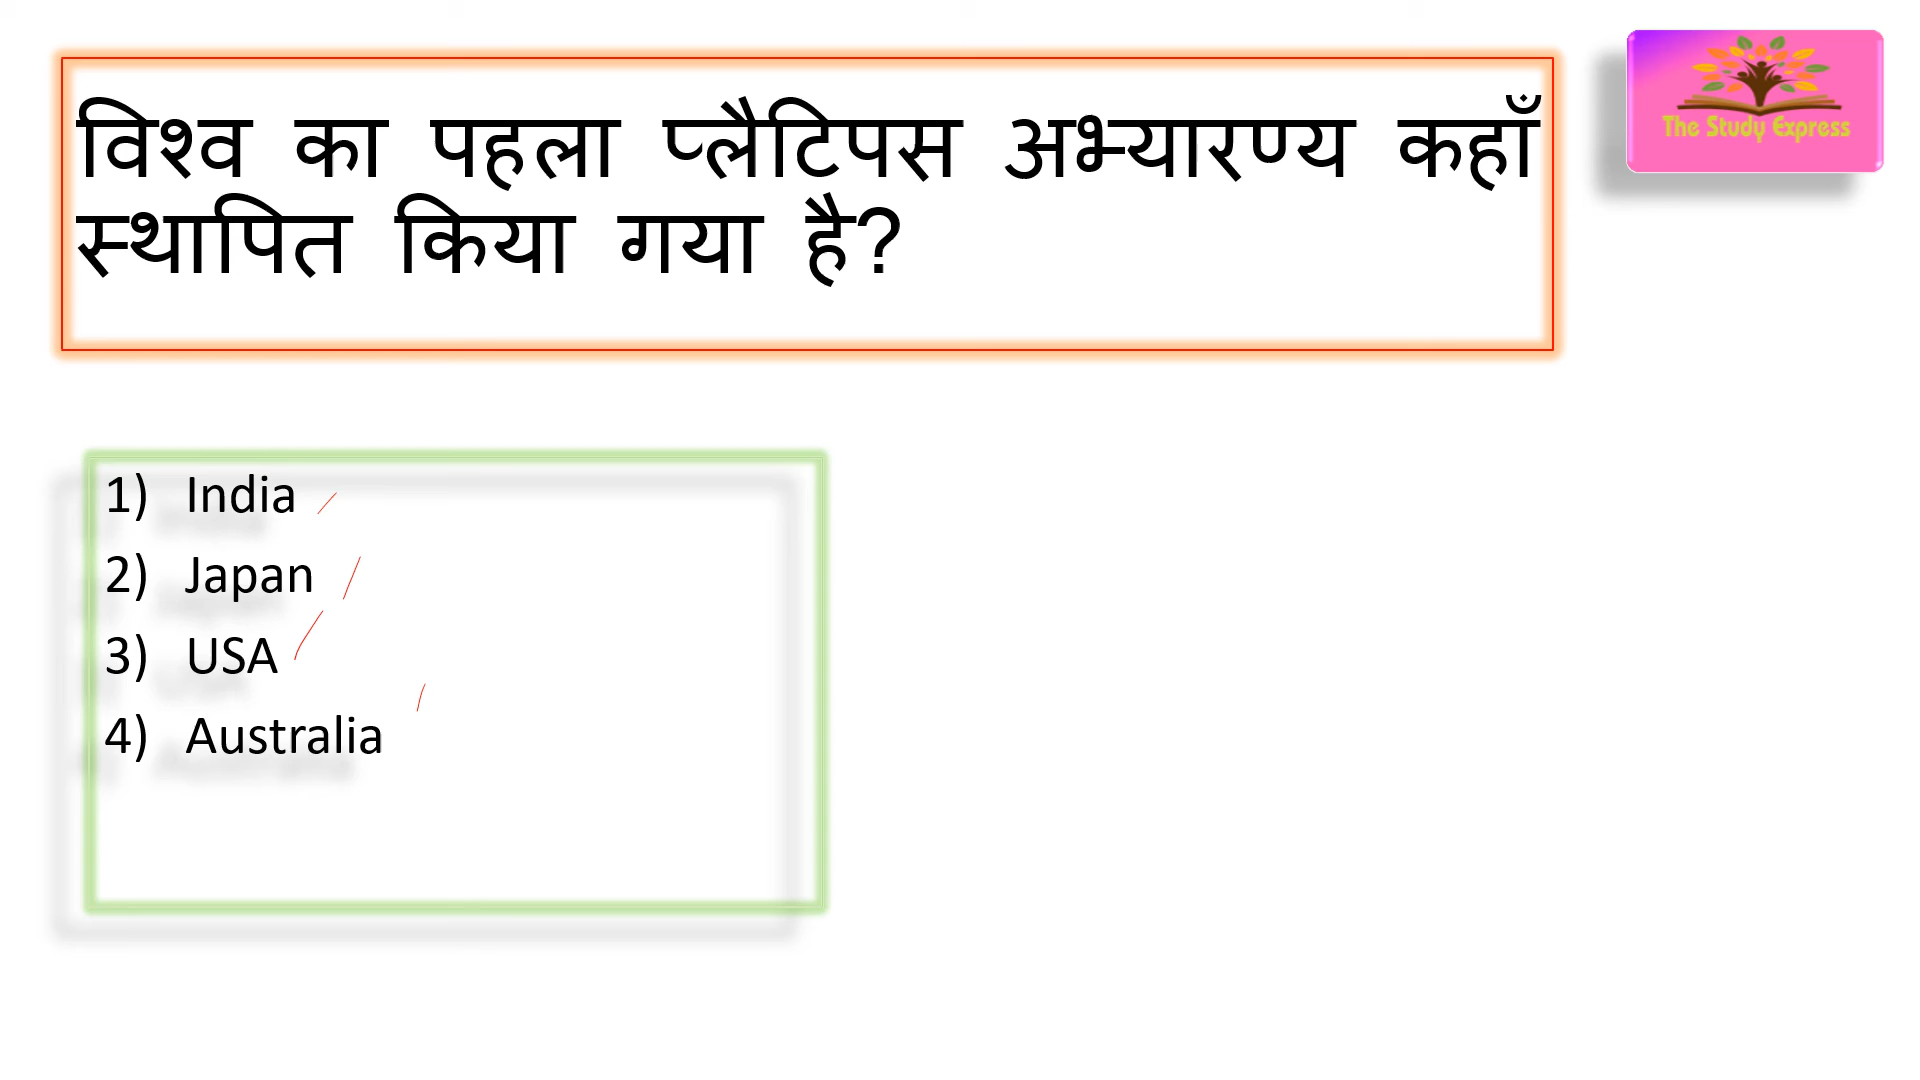 विश्व का पहला प्लैटिपस अभ्यारण्य कहाँ
स्थापित किया गया है?
The Study Express
1) India
2) Japan
3) USA
4) Australia